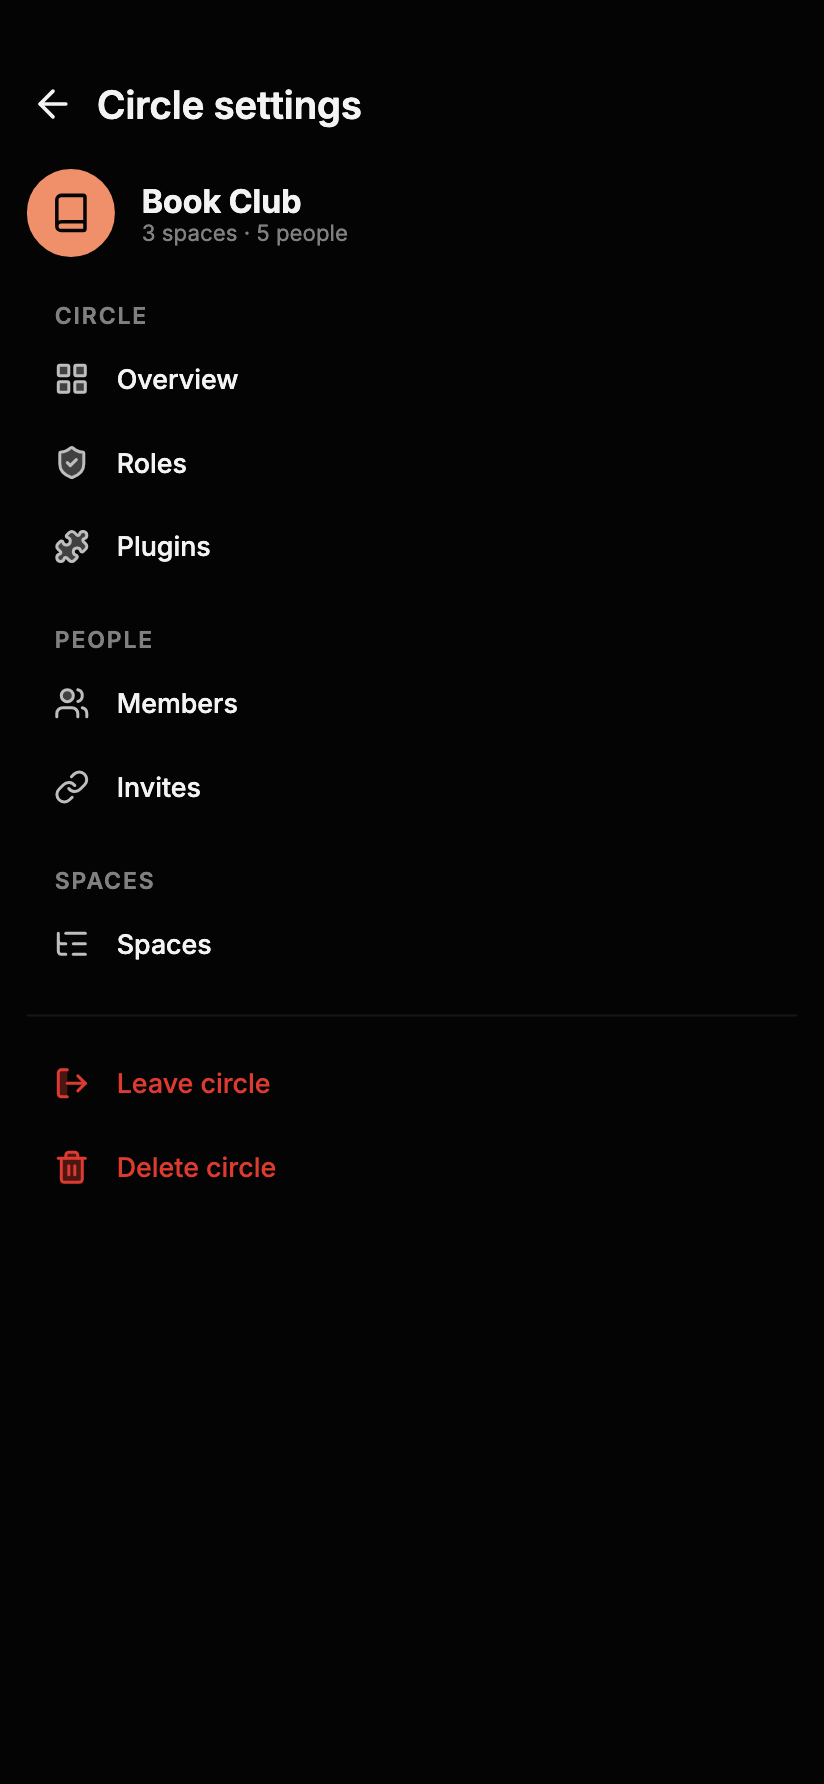 Circle settings
Book Club
3 spaces · 5 people
CIRCLE
Overview
Roles
Plugins
PEOPLE
Members
Invites
SPACES
Spaces
Leave circle
Delete circle